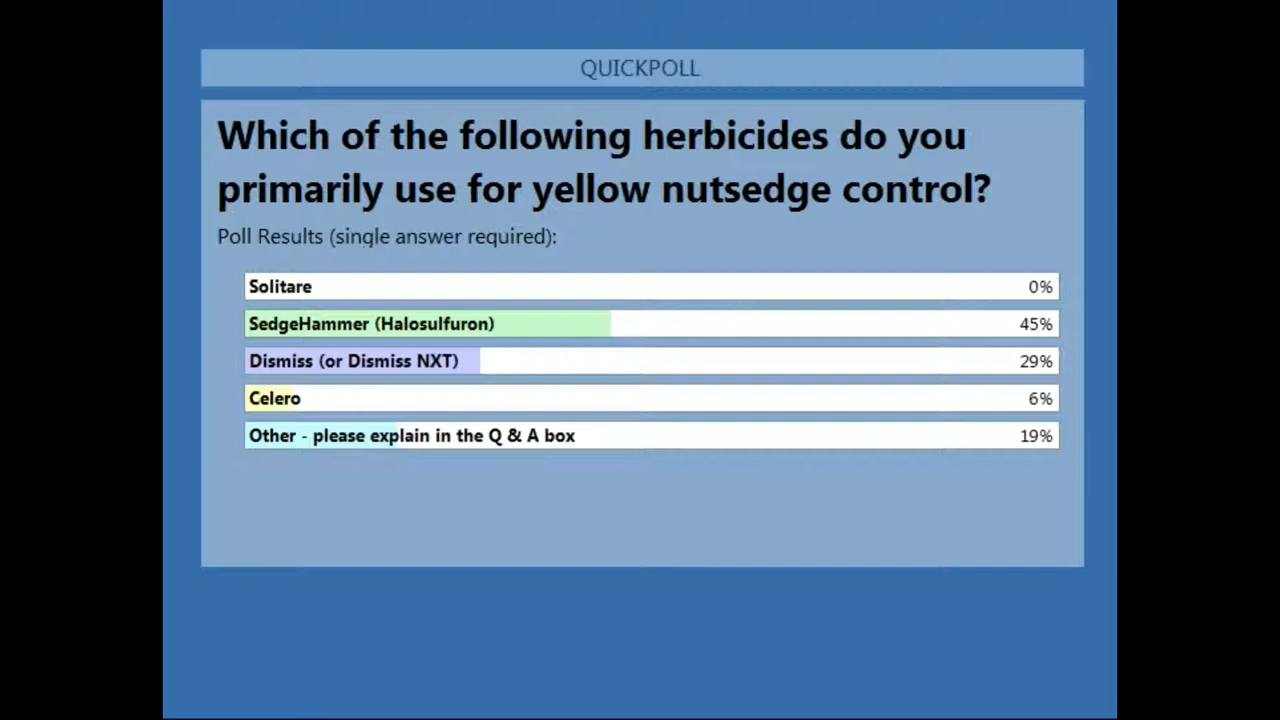 QUICKPOLL
Which of the following herbicides do you
primarily use for yellow nutsedge control?
Poll Results (single answer required):
Solitare 0%
SedgeHammer (Halosulfuron) 45%
Dismiss (or Dismiss NXT) 29%
Celero 6%
Other - please explain in the Q & A box 19%